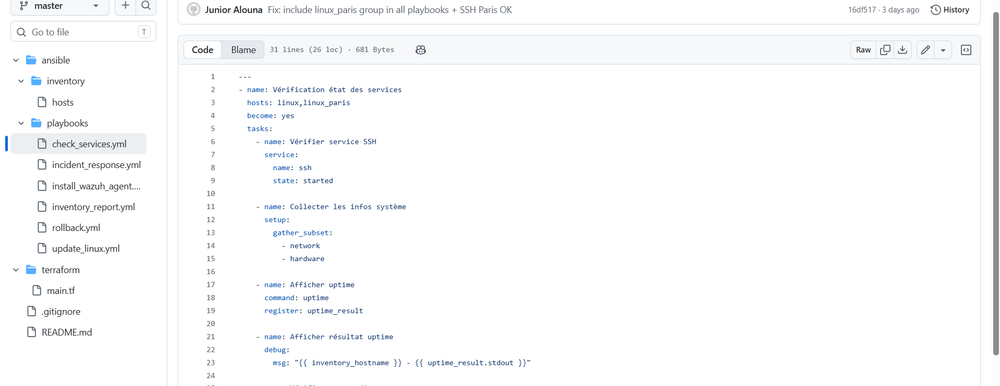 master
Go to file
T
ansible
inventory
hosts
playbooks
check_services.yml
incident_response.yml
install_wazuh_agent....
inventory_report.yml
rollback.yml
update_linux.yml
terraform
main.tf
.gitignore
README.md
Junior Alouna Fix: include linux_paris group in all playbooks + SSH Paris OK
16df517 · 3 days ago History
Code Blame 31 lines (26 loc) · 681 Bytes
Raw
1 ---
2 - name: Vérification état des services
3   hosts: linux,linux_paris
4   become: yes
5   tasks:
6     - name: Vérifier service SSH
7       service:
8         name: ssh
9         state: started
10
11     - name: Collecter les infos système
12       setup:
13         gather_subset:
14           - network
15           - hardware
16
17     - name: Afficher uptime
18       command: uptime
19       register: uptime_result
20
21     - name: Afficher résultat uptime
22       debug:
23         msg: "{{ inventory_hostname }} - {{ uptime_result.stdout }}"
24